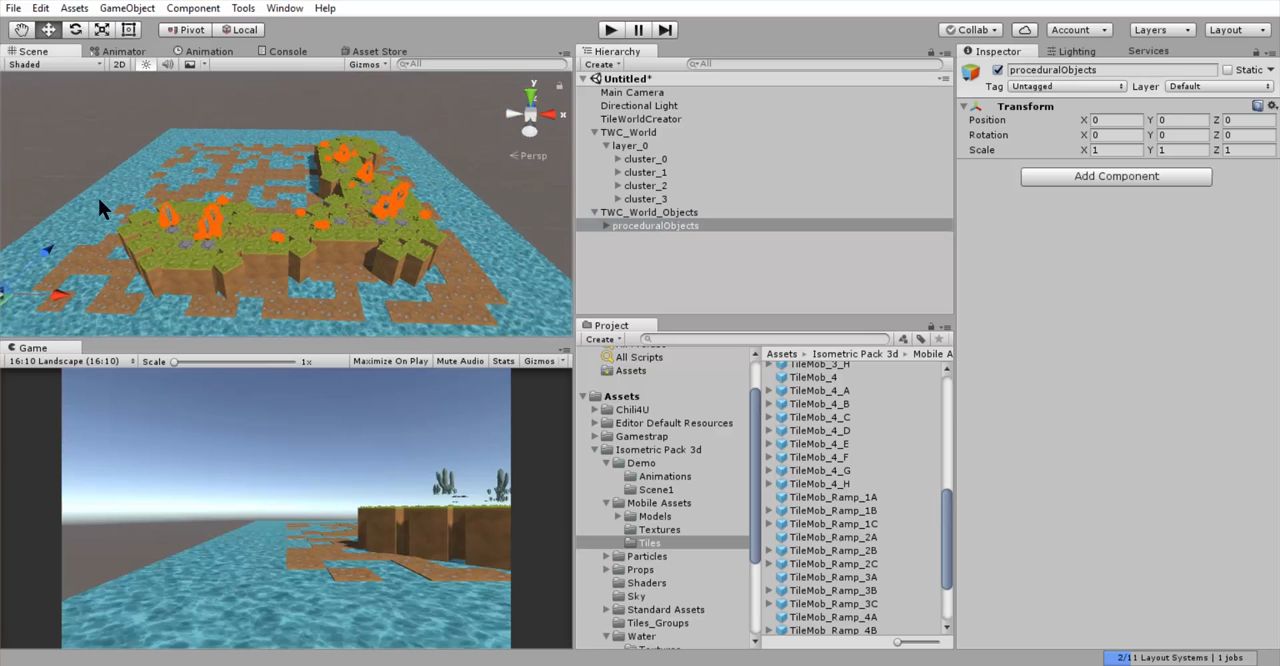 File Edit Assets GameObject Component Tools Window Help
Pivot Local Collab Account Layers Layout
Scene Animator Animation Console Asset Store
Shaded 2D Gizmos All
y
x
Persp
Game
16:10 Landscape (16:10) Scale 1x Maximize On Play Mute Audio Stats Gizmos
Hierarchy
Create All
Untitled*
Main Camera
Directional Light
TileWorldCreator
TWC_World
layer_0
cluster_0
cluster_1
cluster_2
cluster_3
TWC_World_Objects
proceduralObjects
Project
Create
All Scripts
Assets
Assets
Chili4U
Editor Default Resources
Gamestrap
Isometric Pack 3d
Demo
Animations
Scene1
Mobile Assets
Models
Textures
Tiles
Particles
Props
Shaders
Sky
Standard Assets
Tiles_Groups
Water
Assets Isometric Pack 3d Mobile A
TileMob_3_H
TileMob_4
TileMob_4_A
TileMob_4_B
TileMob_4_C
TileMob_4_D
TileMob_4_E
TileMob_4_F
TileMob_4_G
TileMob_4_H
TileMob_Ramp_1A
TileMob_Ramp_1B
TileMob_Ramp_1C
TileMob_Ramp_2A
TileMob_Ramp_2B
TileMob_Ramp_2C
TileMob_Ramp_3A
TileMob_Ramp_3B
TileMob_Ramp_3C
TileMob_Ramp_4A
TileMob_Ramp_4B
Inspector Lighting Services
proceduralObjects Static
Tag Untagged Layer Default
Transform
Position X 0 Y 0 Z 0
Rotation X 0 Y 0 Z 0
Scale X 1 Y 1 Z 1
Add Component
2/11 Layout Systems | 1 jobs